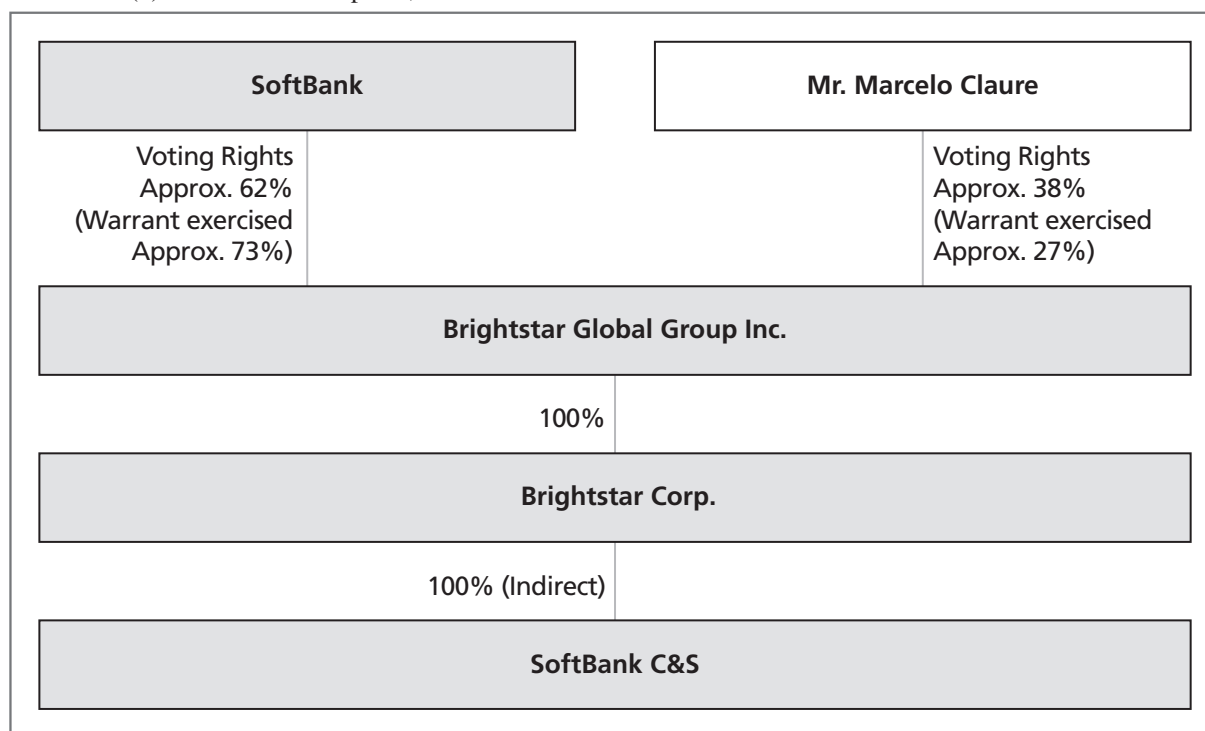 SoftBank
Mr. Marcelo Claure
Voting Rights
Approx. 62%
(Warrant exercised
Approx. 73%)
Voting Rights
Approx. 38%
(Warrant exercised
Approx. 27%)
Brightstar Global Group Inc.
100%
Brightstar Corp.
100% (Indirect)
SoftBank C&S